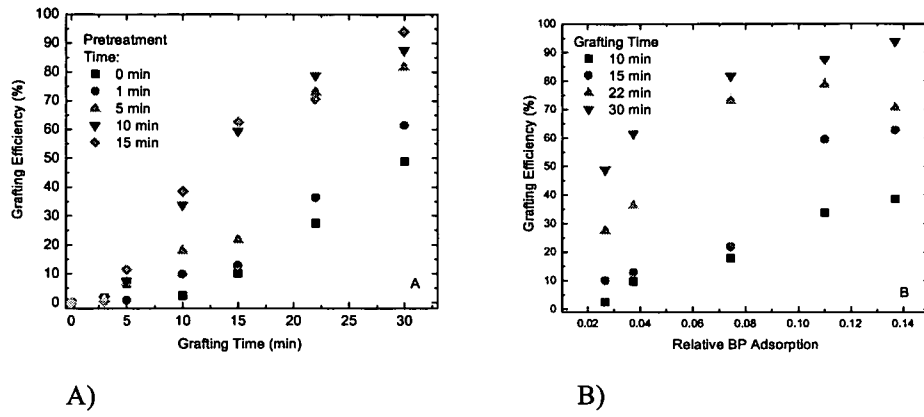 100
90
80
70
60
50
40
30
20
10
0
Grafting Efficiency (%)
Pretreatment
Time:
0 min
1 min
5 min
10 min
15 min
A
0 5 10 15 20 25 30
Grafting Time (min)
A)
100
90
80
70
60
50
40
30
20
10
0
Grafting Efficiency (%)
Grafting Time
10 min
15 min
22 min
30 min
B
0.02 0.04 0.06 0.08 0.10 0.12 0.14
Relative BP Adsorption
B)